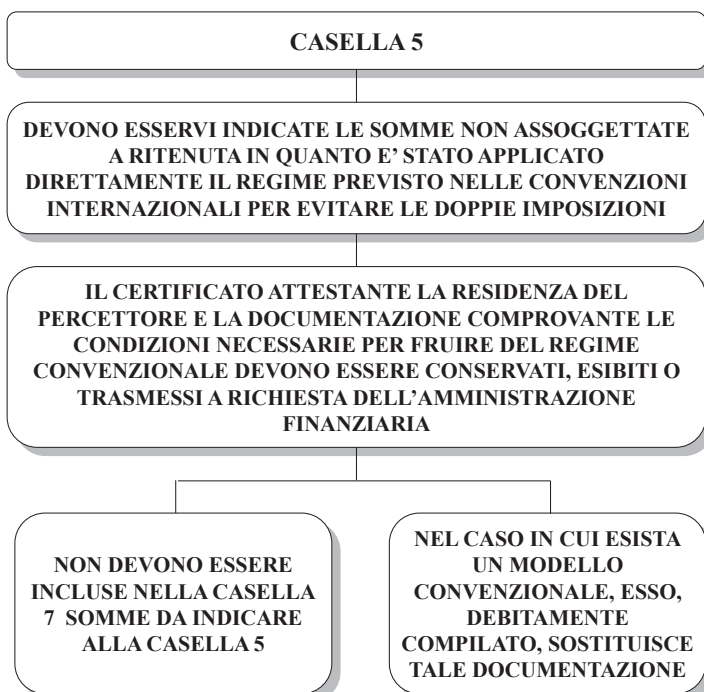 CASELLA 5
DEVONO ESSERVI INDICATE LE SOMME NON ASSOGGETTATE
A RITENUTA IN QUANTO E' STATO APPLICATO
DIRETTAMENTE IL REGIME PREVISTO NELLE CONVENZIONI
INTERNAZIONALI PER EVITARE LE DOPPIE IMPOSIZIONI
IL CERTIFICATO ATTESTANTE LA RESIDENZA DEL
PERCETTORE E LA DOCUMENTAZIONE COMPROVANTE LE
CONDIZIONI NECESSARIE PER FRUIRE DEL REGIME
CONVENZIONALE DEVONO ESSERE CONSERVATI, ESIBITI O
TRASMESSI A RICHIESTA DELL'AMMINISTRAZIONE
FINANZIARIA
NON DEVONO ESSERE
INCLUSE NELLA CASELLA
7 SOMME DA INDICARE
ALLA CASELLA 5
NEL CASO IN CUI ESISTA
UN MODELLO
CONVENZIONALE, ESSO,
DEBITAMENTE
COMPILATO, SOSTITUISCE
TALE DOCUMENTAZIONE